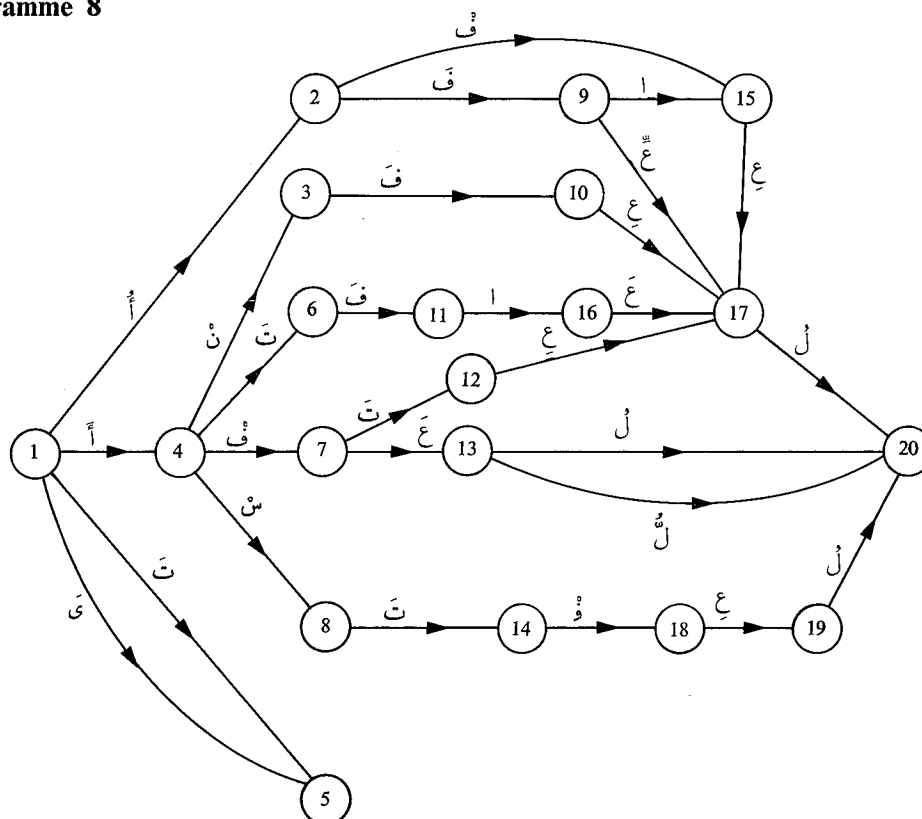 ramme 8
فْ
2
فَ
9
ا
15
عِّ
عِ
3
فَ
10
عِ
أُ
نْ
تَ
6
فَ
11
ا
16
عَ
17
عِ
لُ
12
تَ
1
أَ
4
فْ
7
عَ
13
لُ
20
لُّ
سْ
تَ
لُ
يَ
8
تَ
14
فْ
18
عِ
19
5